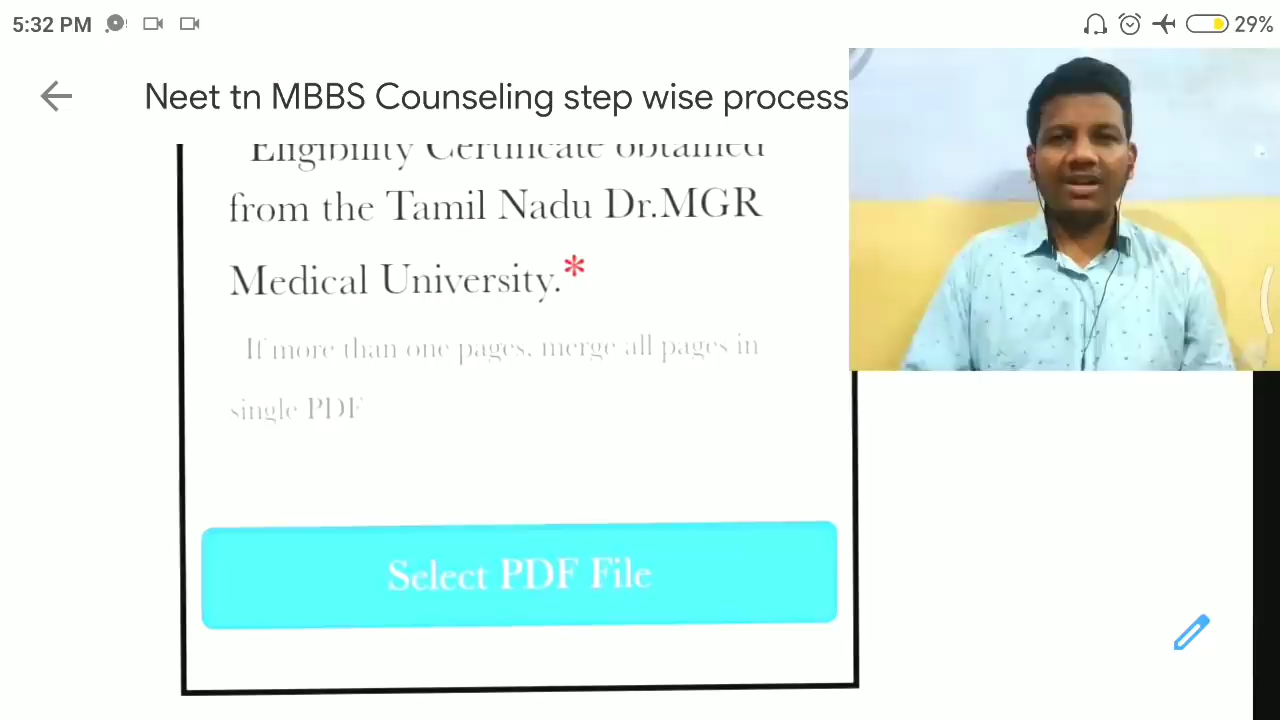 5:32 PM
29%
Neet tn MBBS Counseling step wise process
Eligibility Certificate obtained
from the Tamil Nadu Dr.MGR
Medical University.*
If more than one pages, merge all pages in
single PDF
Select PDF File